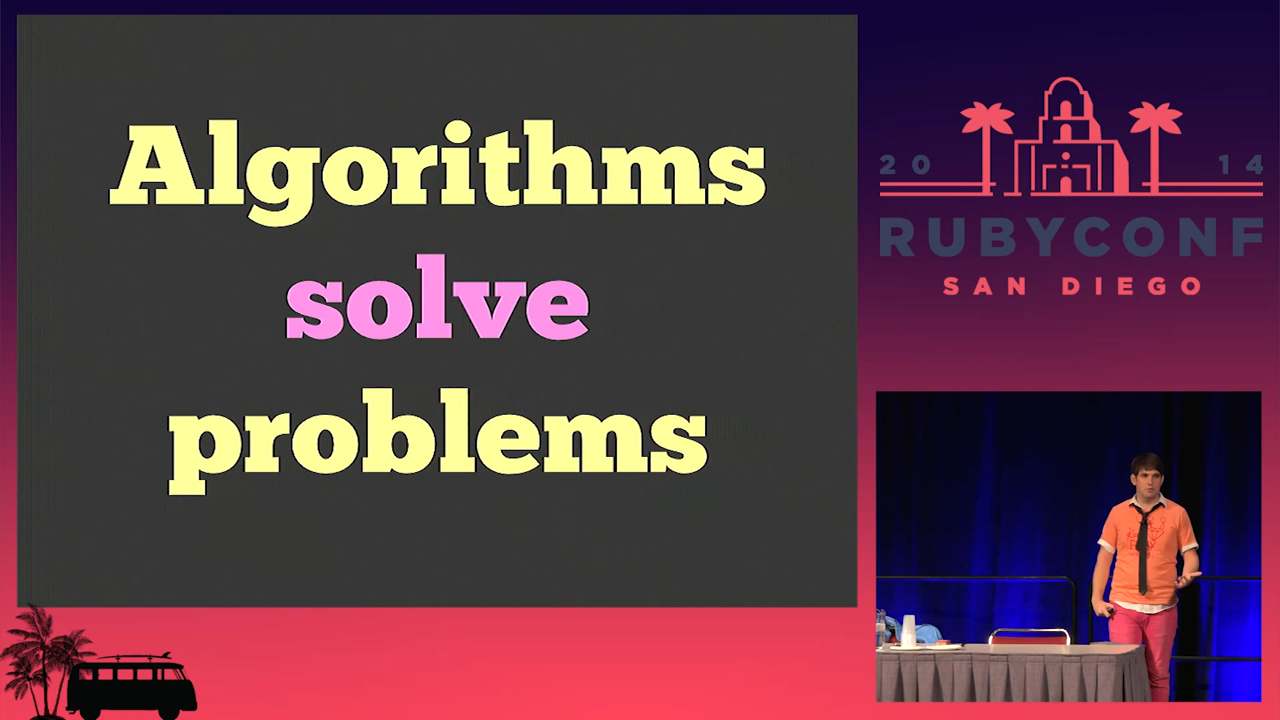 Algorithms
solve
problems
20 14
RUBYCONF
SAN DIEGO